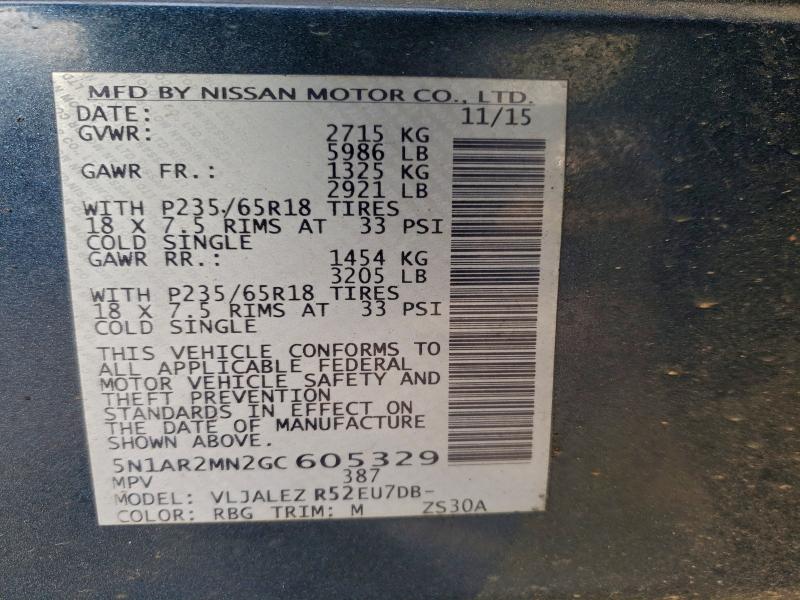 MFD BY NISSAN MOTOR CO., LTD.
DATE: 11/15
GVWR: 2715 KG
5986 LB
GAWR FR.: 1325 KG
2921 LB
WITH P235/65R18 TIRES
18 X 7.5 RIMS AT 33 PSI
COLD SINGLE
GAWR RR.: 1454 KG
3205 LB
WITH P235/65R18 TIRES
18 X 7.5 RIMS AT 33 PSI
COLD SINGLE
THIS VEHICLE CONFORMS TO
ALL APPLICABLE FEDERAL
MOTOR VEHICLE SAFETY AND
THEFT PREVENTION
STANDARDS IN EFFECT ON
THE DATE OF MANUFACTURE
SHOWN ABOVE.
5N1AR2MN2GC605329
MPV 387
MODEL: VLJALEZ R52EU7DB-
COLOR: RBG TRIM: M ZS30A